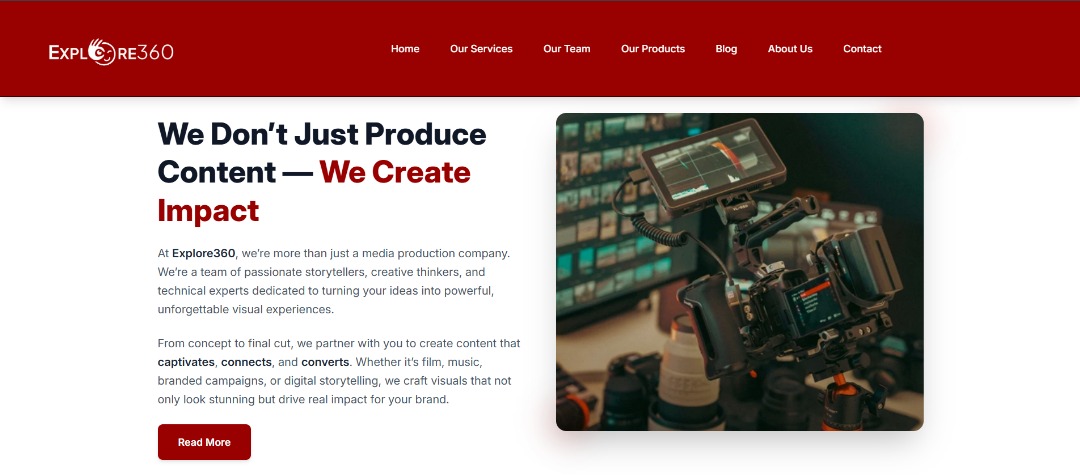 EXPLORE360
Home
Our Services
Our Team
Our Products
Blog
About Us
Contact
We Don’t Just Produce
Content — We Create
Impact
At Explore360, we’re more than just a media production company.
We’re a team of passionate storytellers, creative thinkers, and
technical experts dedicated to turning your ideas into powerful,
unforgettable visual experiences.
From concept to final cut, we partner with you to create content that
captivates, connects, and converts. Whether it’s film, music,
branded campaigns, or digital storytelling, we craft visuals that not
only look stunning but drive real impact for your brand.
Read More